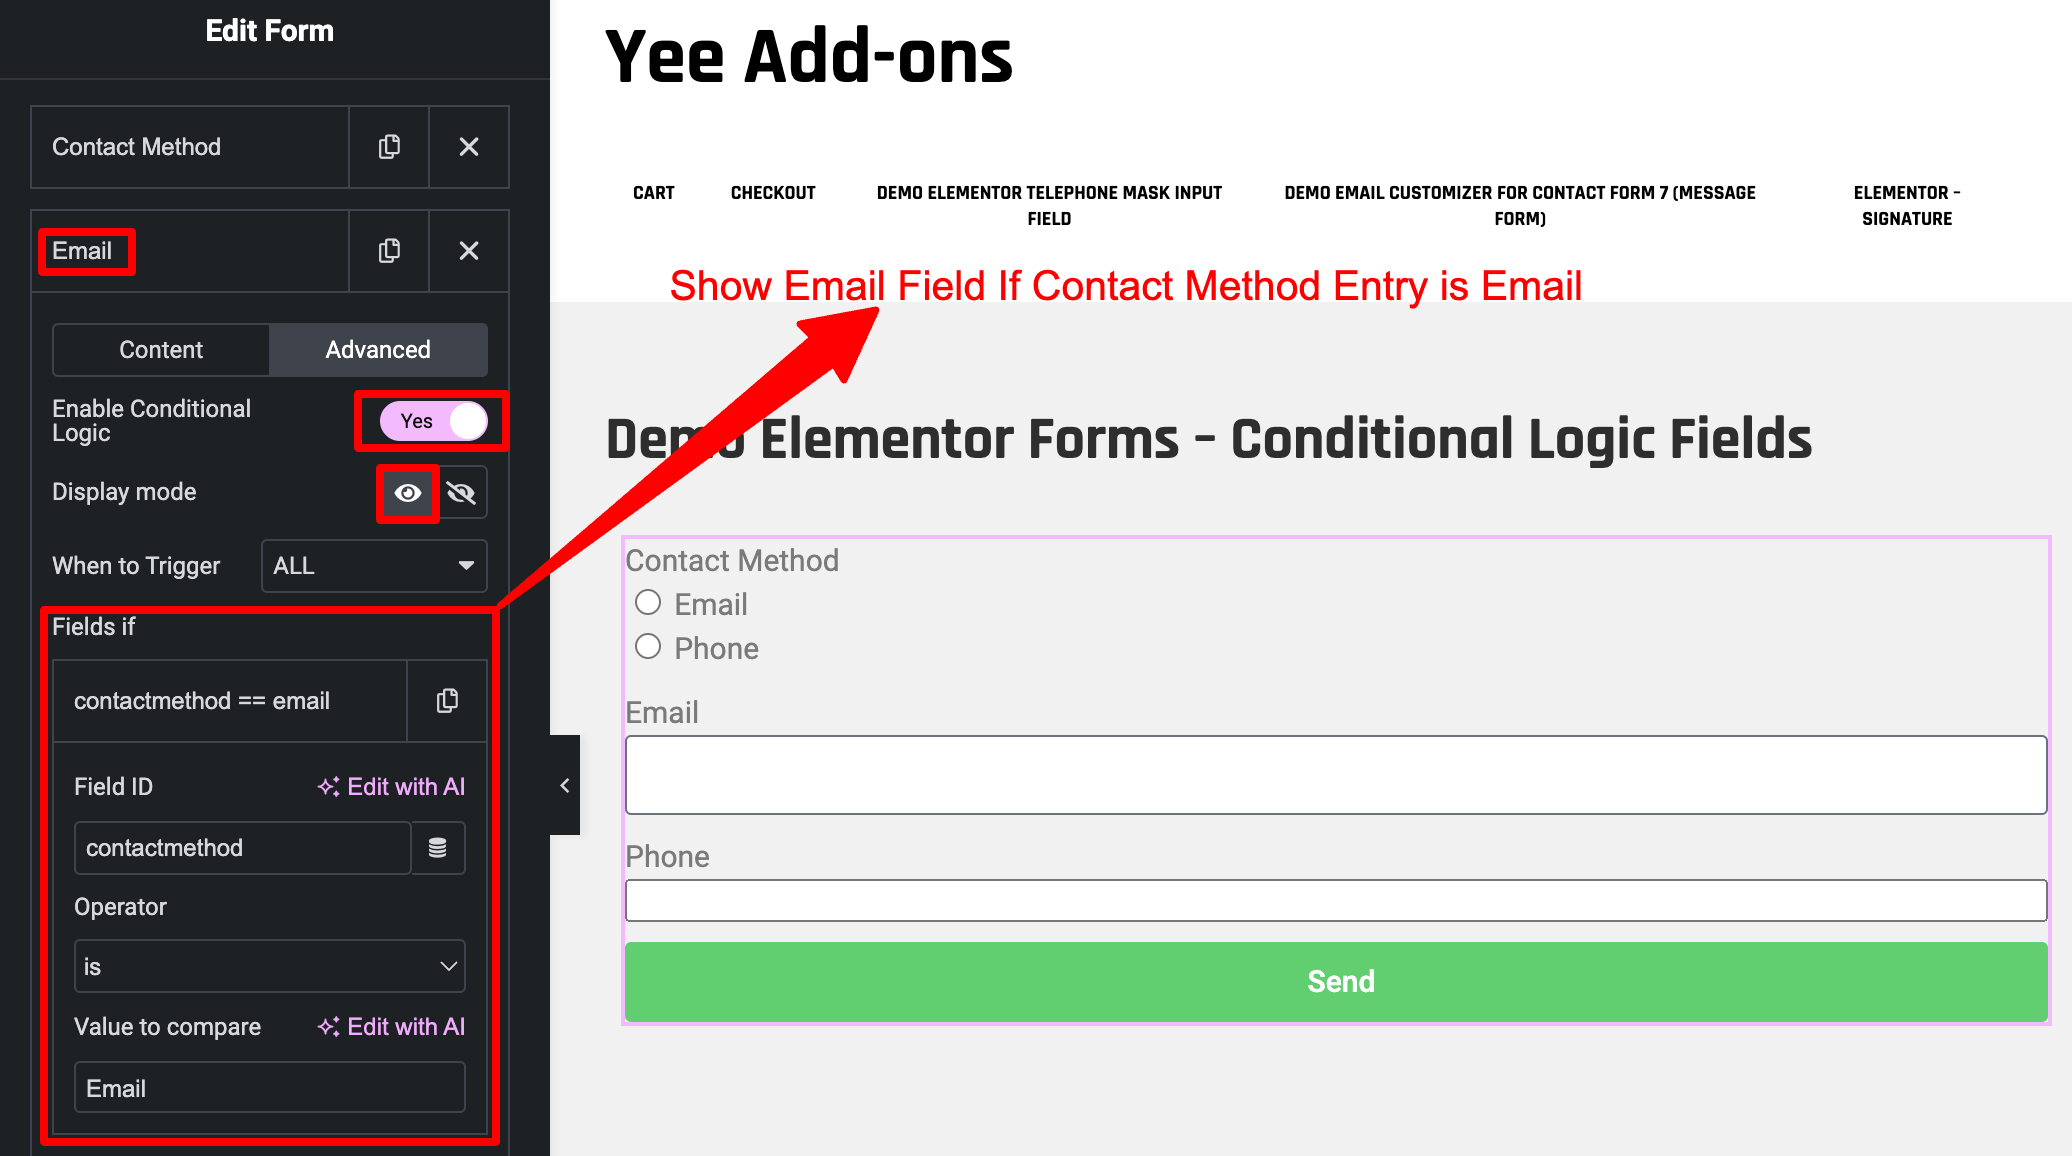 Edit Form
Contact Method
Email
Content
Advanced
Enable Conditional
Logic
Yes
Display mode
When to Trigger
ALL
Fields if
contactmethod == email
Field ID
Edit with AI
contactmethod
Operator
is
Value to compare
Edit with AI
Email
Yee Add-ons
CART
CHECKOUT
DEMO ELEMENTOR TELEPHONE MASK INPUT
FIELD
DEMO EMAIL CUSTOMIZER FOR CONTACT FORM 7 (MESSAGE
FORM)
ELEMENTOR –
SIGNATURE
Show Email Field If Contact Method Entry is Email
Demo Elementor Forms – Conditional Logic Fields
Contact Method
Email
Phone
Email
Phone
Send